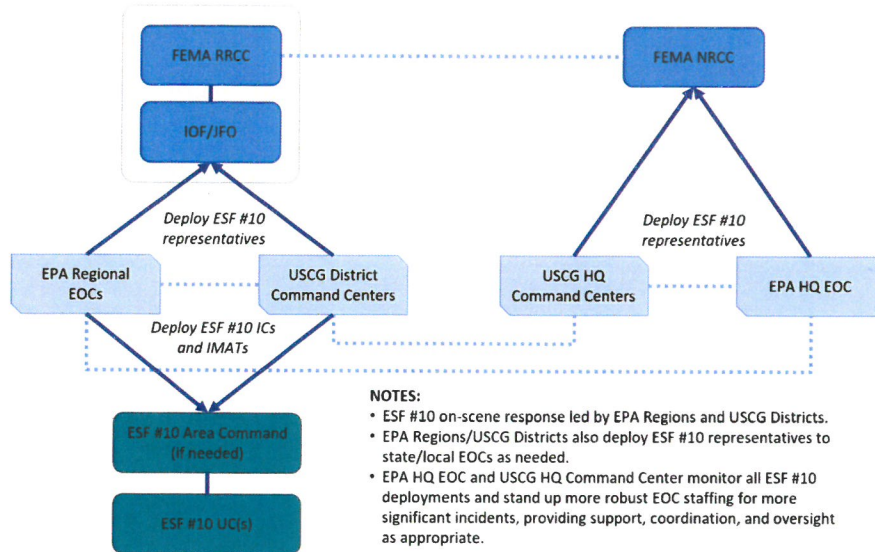 FEMA RRCC
FEMA NRCC
IOF/JFO
Deploy ESF #10
representatives
Deploy ESF #10
representatives
EPA Regional
EOCs
USCG District
Command Centers
USCG HQ
Command Centers
EPA HQ EOC
Deploy ESF #10 ICs
and IMATs
ESF #10 Area Command
(if needed)
ESF #10 UC(s)
NOTES:
• ESF #10 on-scene response led by EPA Regions and USCG Districts.
• EPA Regions/USCG Districts also deploy ESF #10 representatives to
state/local EOCs as needed.
• EPA HQ EOC and USCG HQ Command Center monitor all ESF #10
deployments and stand up more robust EOC staffing for more
significant incidents, providing support, coordination, and oversight
as appropriate.